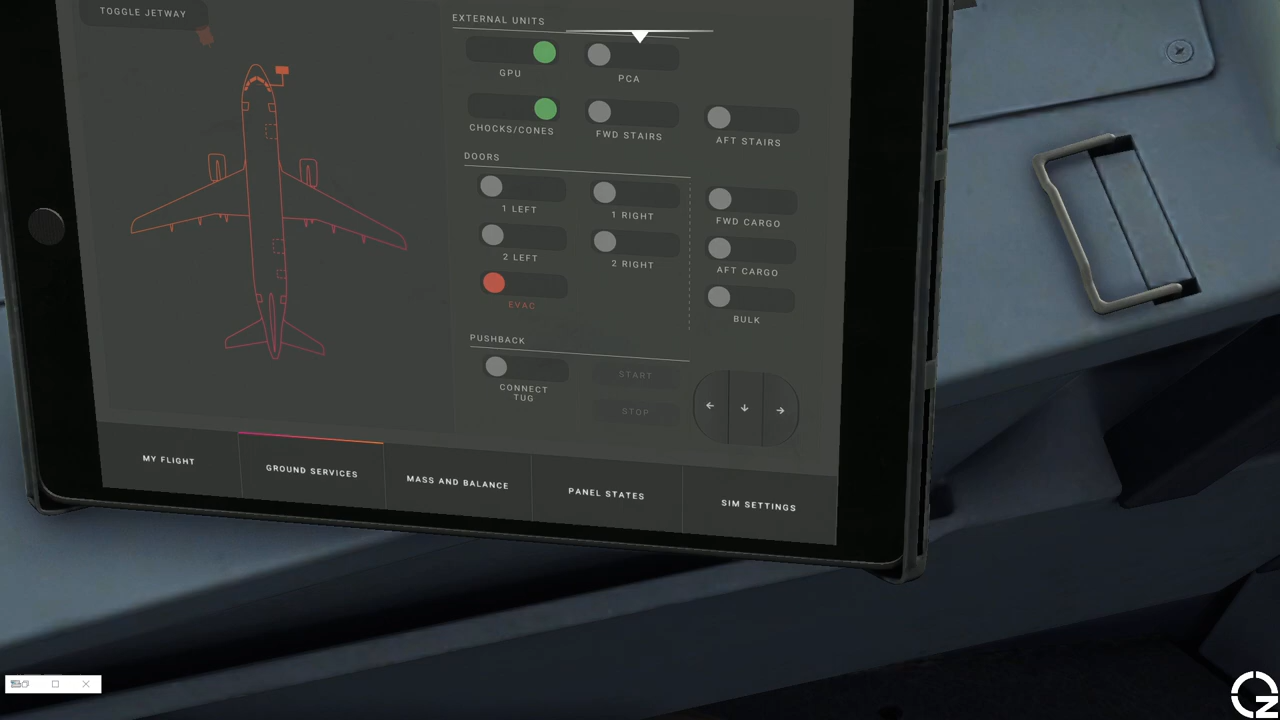 TOGGLE JETWAY
EXTERNAL UNITS
GPU
PCA
CHOCKS/CONES
FWD STAIRS
AFT STAIRS
DOORS
1 LEFT
1 RIGHT
FWD CARGO
2 LEFT
2 RIGHT
AFT CARGO
EVAC
BULK
PUSHBACK
CONNECT
TUG
START
STOP
MY FLIGHT
GROUND SERVICES
MASS AND BALANCE
PANEL STATES
SIM SETTINGS